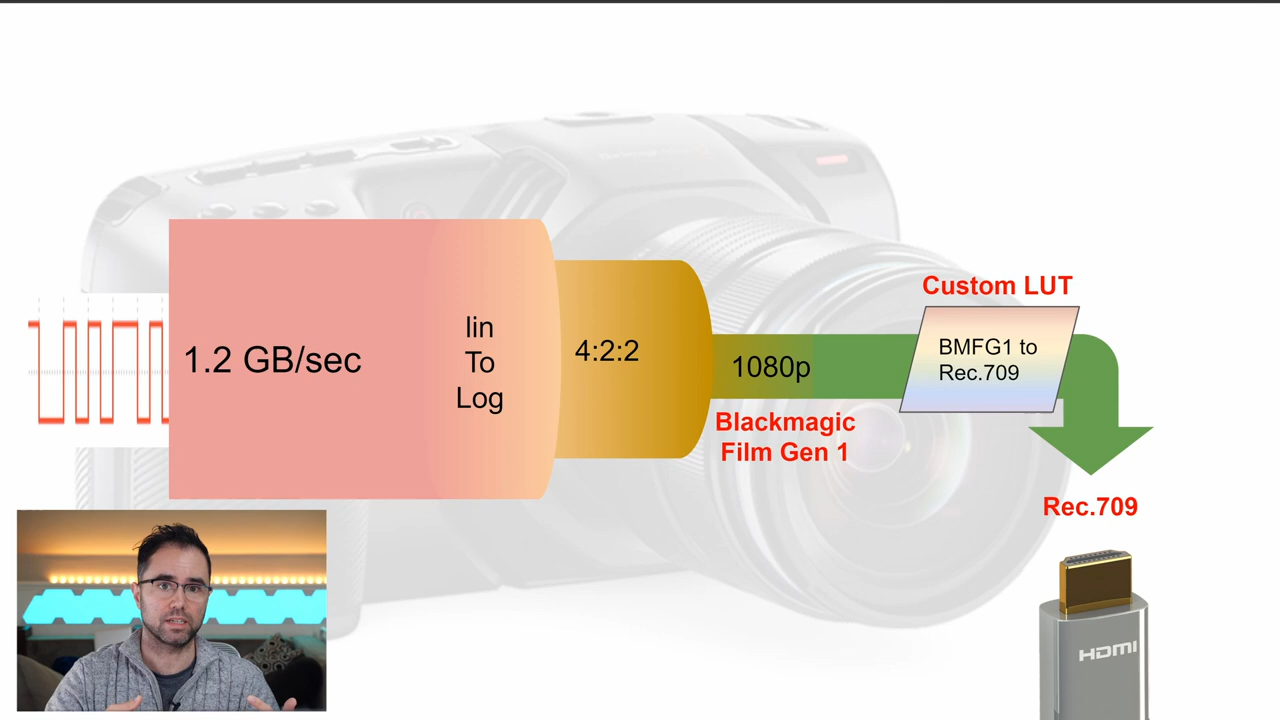 1.2 GB/sec
lin
To
Log
4:2:2
1080p
Blackmagic
Film Gen 1
Custom LUT
BMFG1 to
Rec.709
Rec.709
HDMI